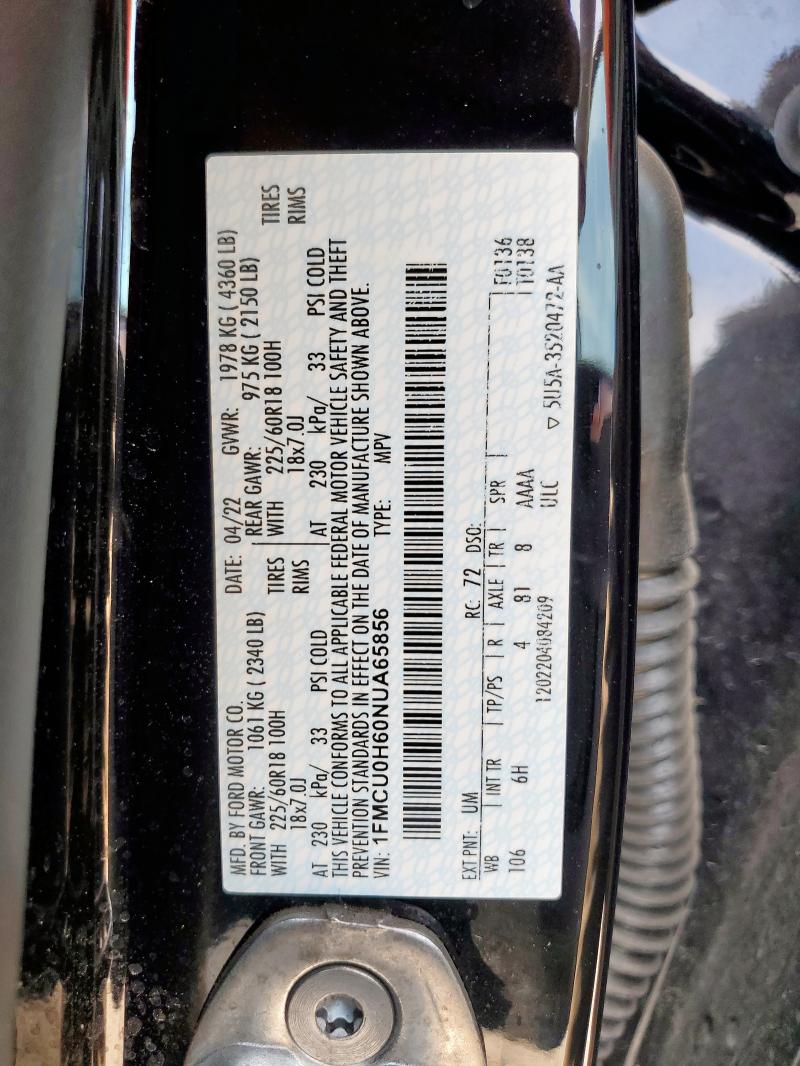 MFD. BY FORD MOTOR CO. DATE: 04/22 GVWR: 1978 KG ( 4360 LB)
FRONT GAWR: 1061 KG ( 2340 LB) REAR GAWR: 975 KG ( 2150 LB)
WITH 225/60R18 100H TIRES WITH 225/60R18 100H TIRES
18x7.0J RIMS 18x7.0J RIMS
AT 230 kPa/ 33 PSI COLD AT 230 kPa/ 33 PSI COLD
THIS VEHICLE CONFORMS TO ALL APPLICABLE FEDERAL MOTOR VEHICLE SAFETY AND THEFT
PREVENTION STANDARDS IN EFFECT ON THE DATE OF MANUFACTURE SHOWN ABOVE.
VIN: 1FMCU0H60NUA65856 TYPE: MPV
EXT PNT: UM RC: 72 DSO:
WB INT TR TP/PS R AXLE TR SPR F0136
106 6H 4 81 8 AAAA T0138
1202204084209 ULC ▽ 5U5A-3520472-AA